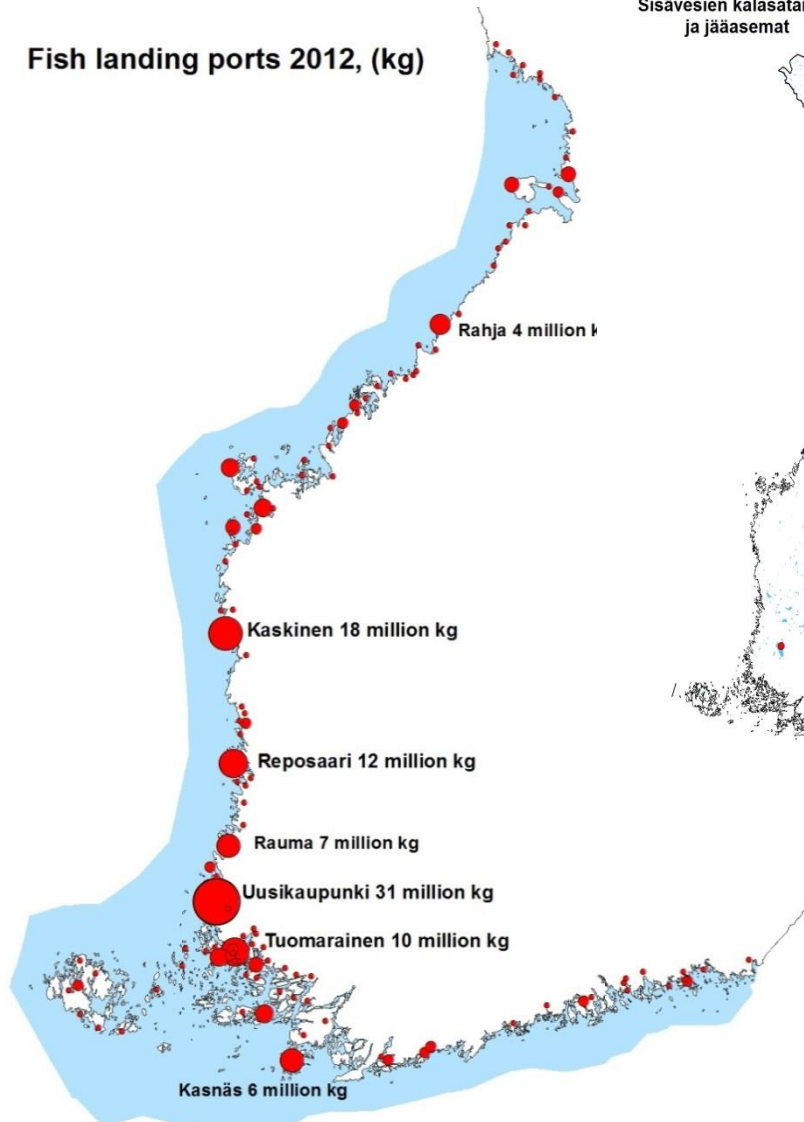 Fish landing ports 2012, (kg)
Sisävesien
ja jääasemat
Rahja 4 million
Kaskinen 18 million kg
Reposaari 12 million kg
Rauma 7 million kg
Uusikaupunki 31 million kg
Tuomarainen 10 million kg
Kasnäs 6 million kg